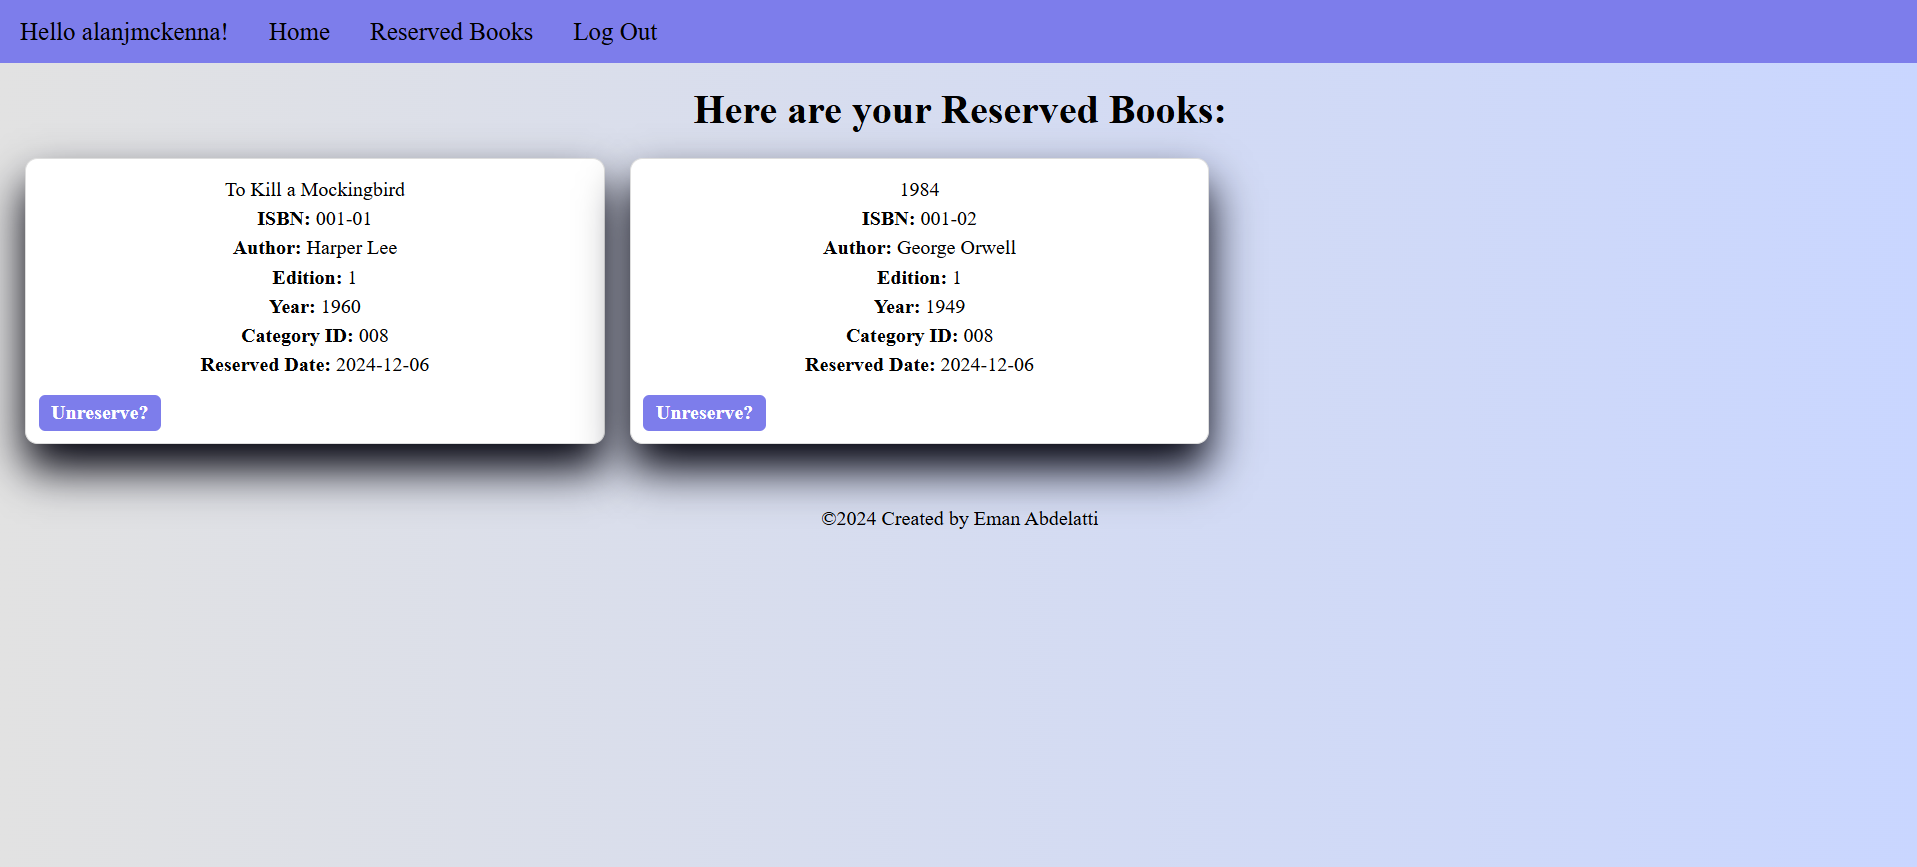 Hello alanjmckenna! Home Reserved Books Log Out
Here are your Reserved Books:
To Kill a Mockingbird
ISBN: 001-01
Author: Harper Lee
Edition: 1
Year: 1960
Category ID: 008
Reserved Date: 2024-12-06
Unreserve?
1984
ISBN: 001-02
Author: George Orwell
Edition: 1
Year: 1949
Category ID: 008
Reserved Date: 2024-12-06
Unreserve?
©2024 Created by Eman Abdelatti